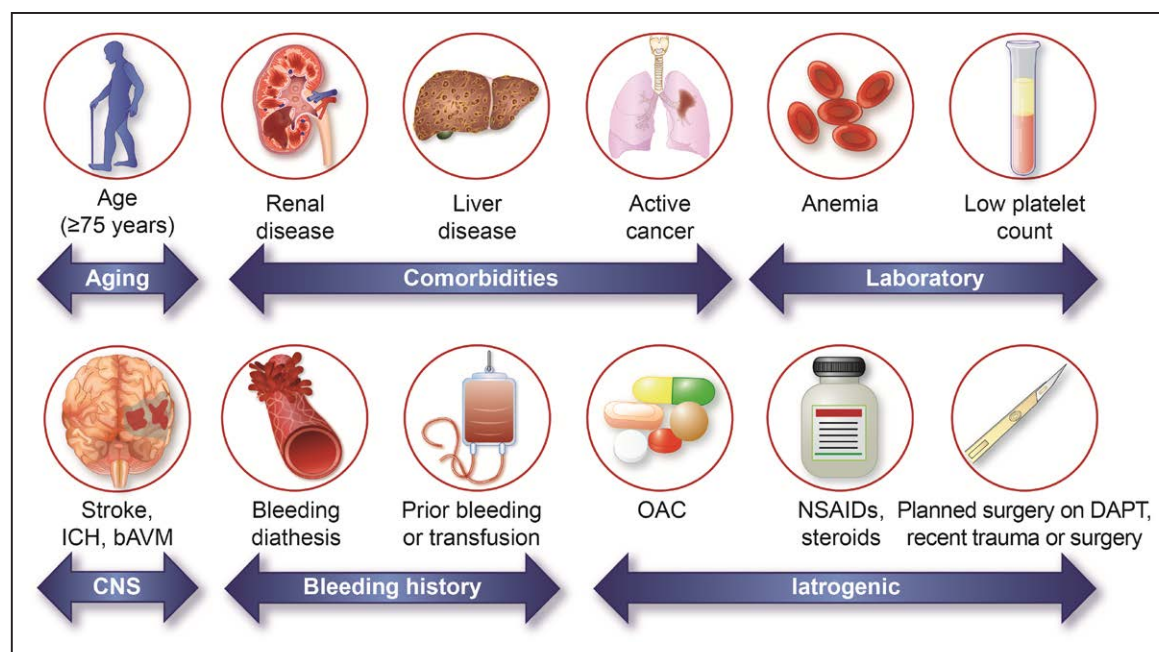 Age
(≥75 years)
Renal
disease
Liver
disease
Active
cancer
Anemia
Low platelet
count
Aging
Comorbidities
Laboratory
Stroke,
ICH, bAVM
Bleeding
diathesis
Prior bleeding
or transfusion
OAC
NSAIDs,
steroids
Planned surgery on DAPT,
recent trauma or surgery
CNS
Bleeding history
Iatrogenic